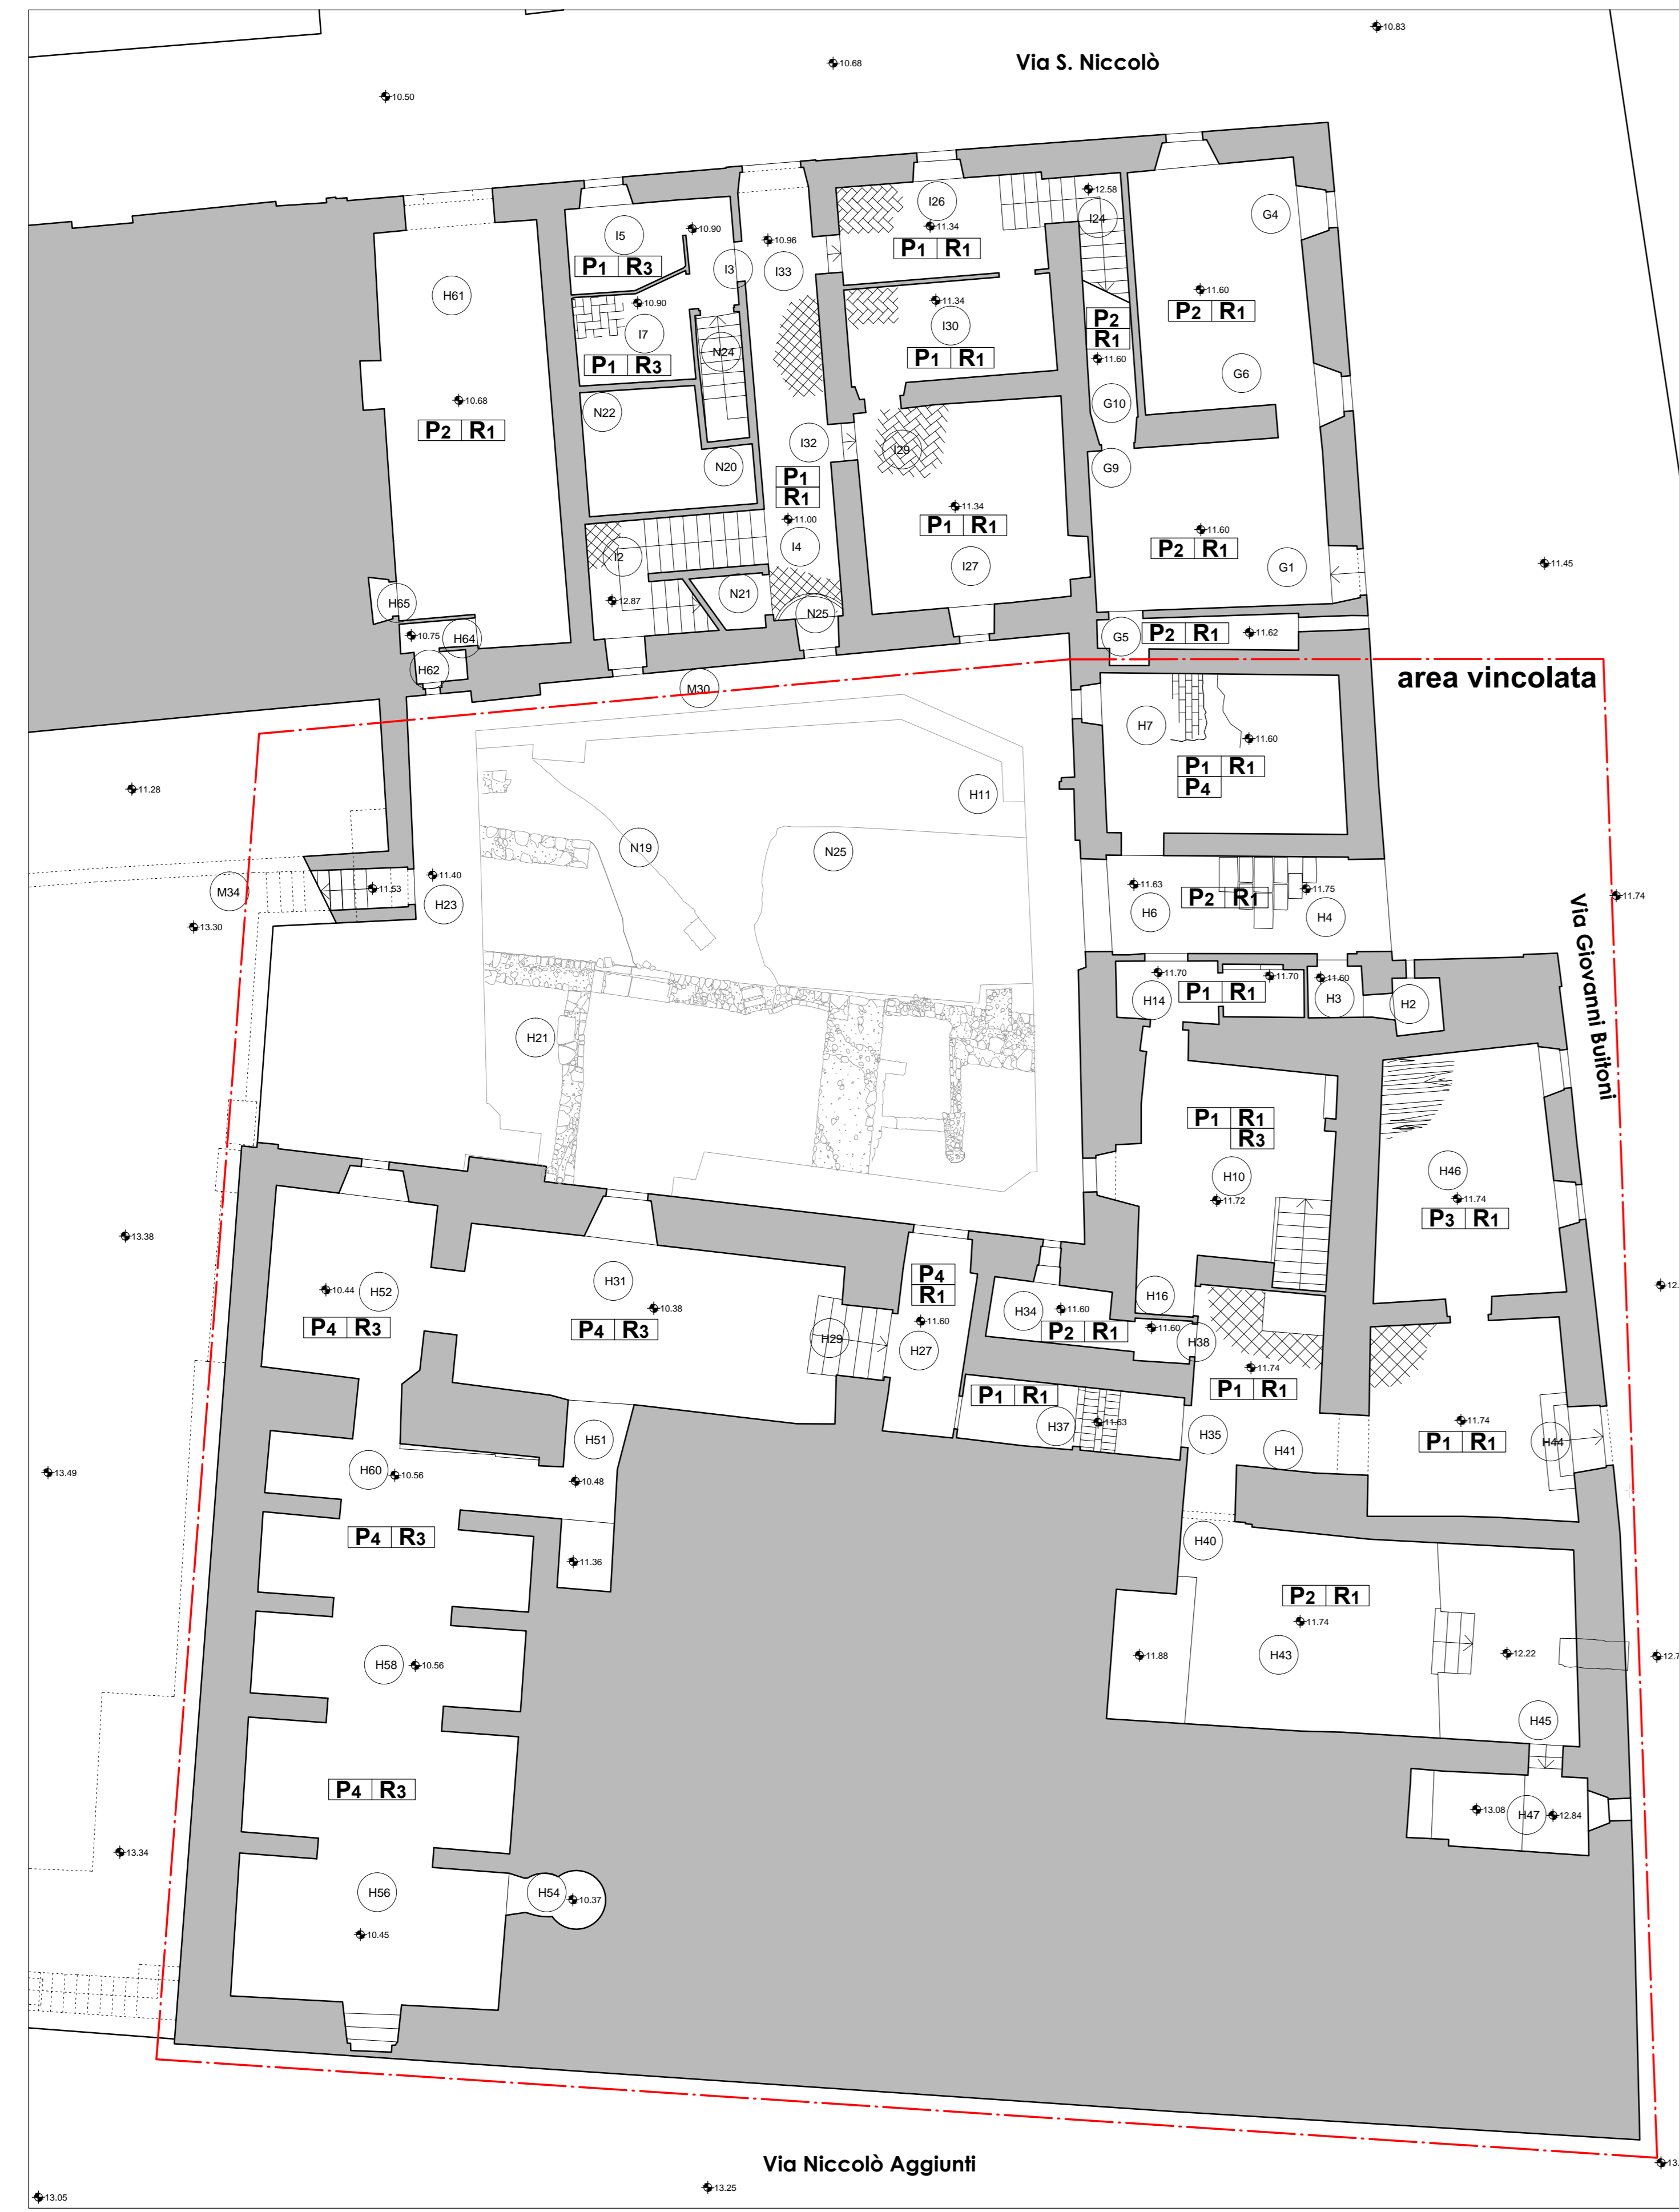 10.83
Via S. Niccolò
10.68
10.50
12.58
I26
I24
G4
I5
10.90
11.34
P1 R1
10.96
I3
I33
P1 R3
H61
10.90
11.34
11.60
P2 R1
I7
I30
P2
R1
P1 R3
N24
P1 R1
11.60
G6
10.68
P2 R1
N22
G10
I32
I29
N20
G9
P1
R1
11.34
P1 R1
11.00
11.60
P2 R1
I2
I4
I27
G1
11.45
H65
12.87
N21
N25
10.75
H64
G5
P2 R1
11.62
H62
M30
area vincolata
H7
11.60
P1 R1
P4
11.28
H11
N19
N25
11.40
11.53
M34
H23
11.63
11.75
P2 R1
H6
H4
11.74
13.30
Via Giovanni Buitoni
11.70
11.70
11.60
P1 R1
H14
H3
H2
H21
P1 R1
R3
H10
11.72
H46
11.74
P3 R1
13.38
10.44
H52
P4 R3
H31
10.38
P4 R3
P4
R1
11.60
H29
H27
H34
11.60
P2 R1
11.60
H16
H38
12.
11.74
P1 R1
P1 R1
H37
11.63
H35
H41
11.74
P1 R1
H44
H51
H60
10.56
10.48
13.49
P4 R3
11.36
H40
P2 R1
11.74
H58
10.56
11.88
H43
12.22
12.7
H45
P4 R3
13.08
H47
12.84
13.34
H56
H54
10.37
10.45
Via Niccolò Aggiunti
13.
13.25
13.05